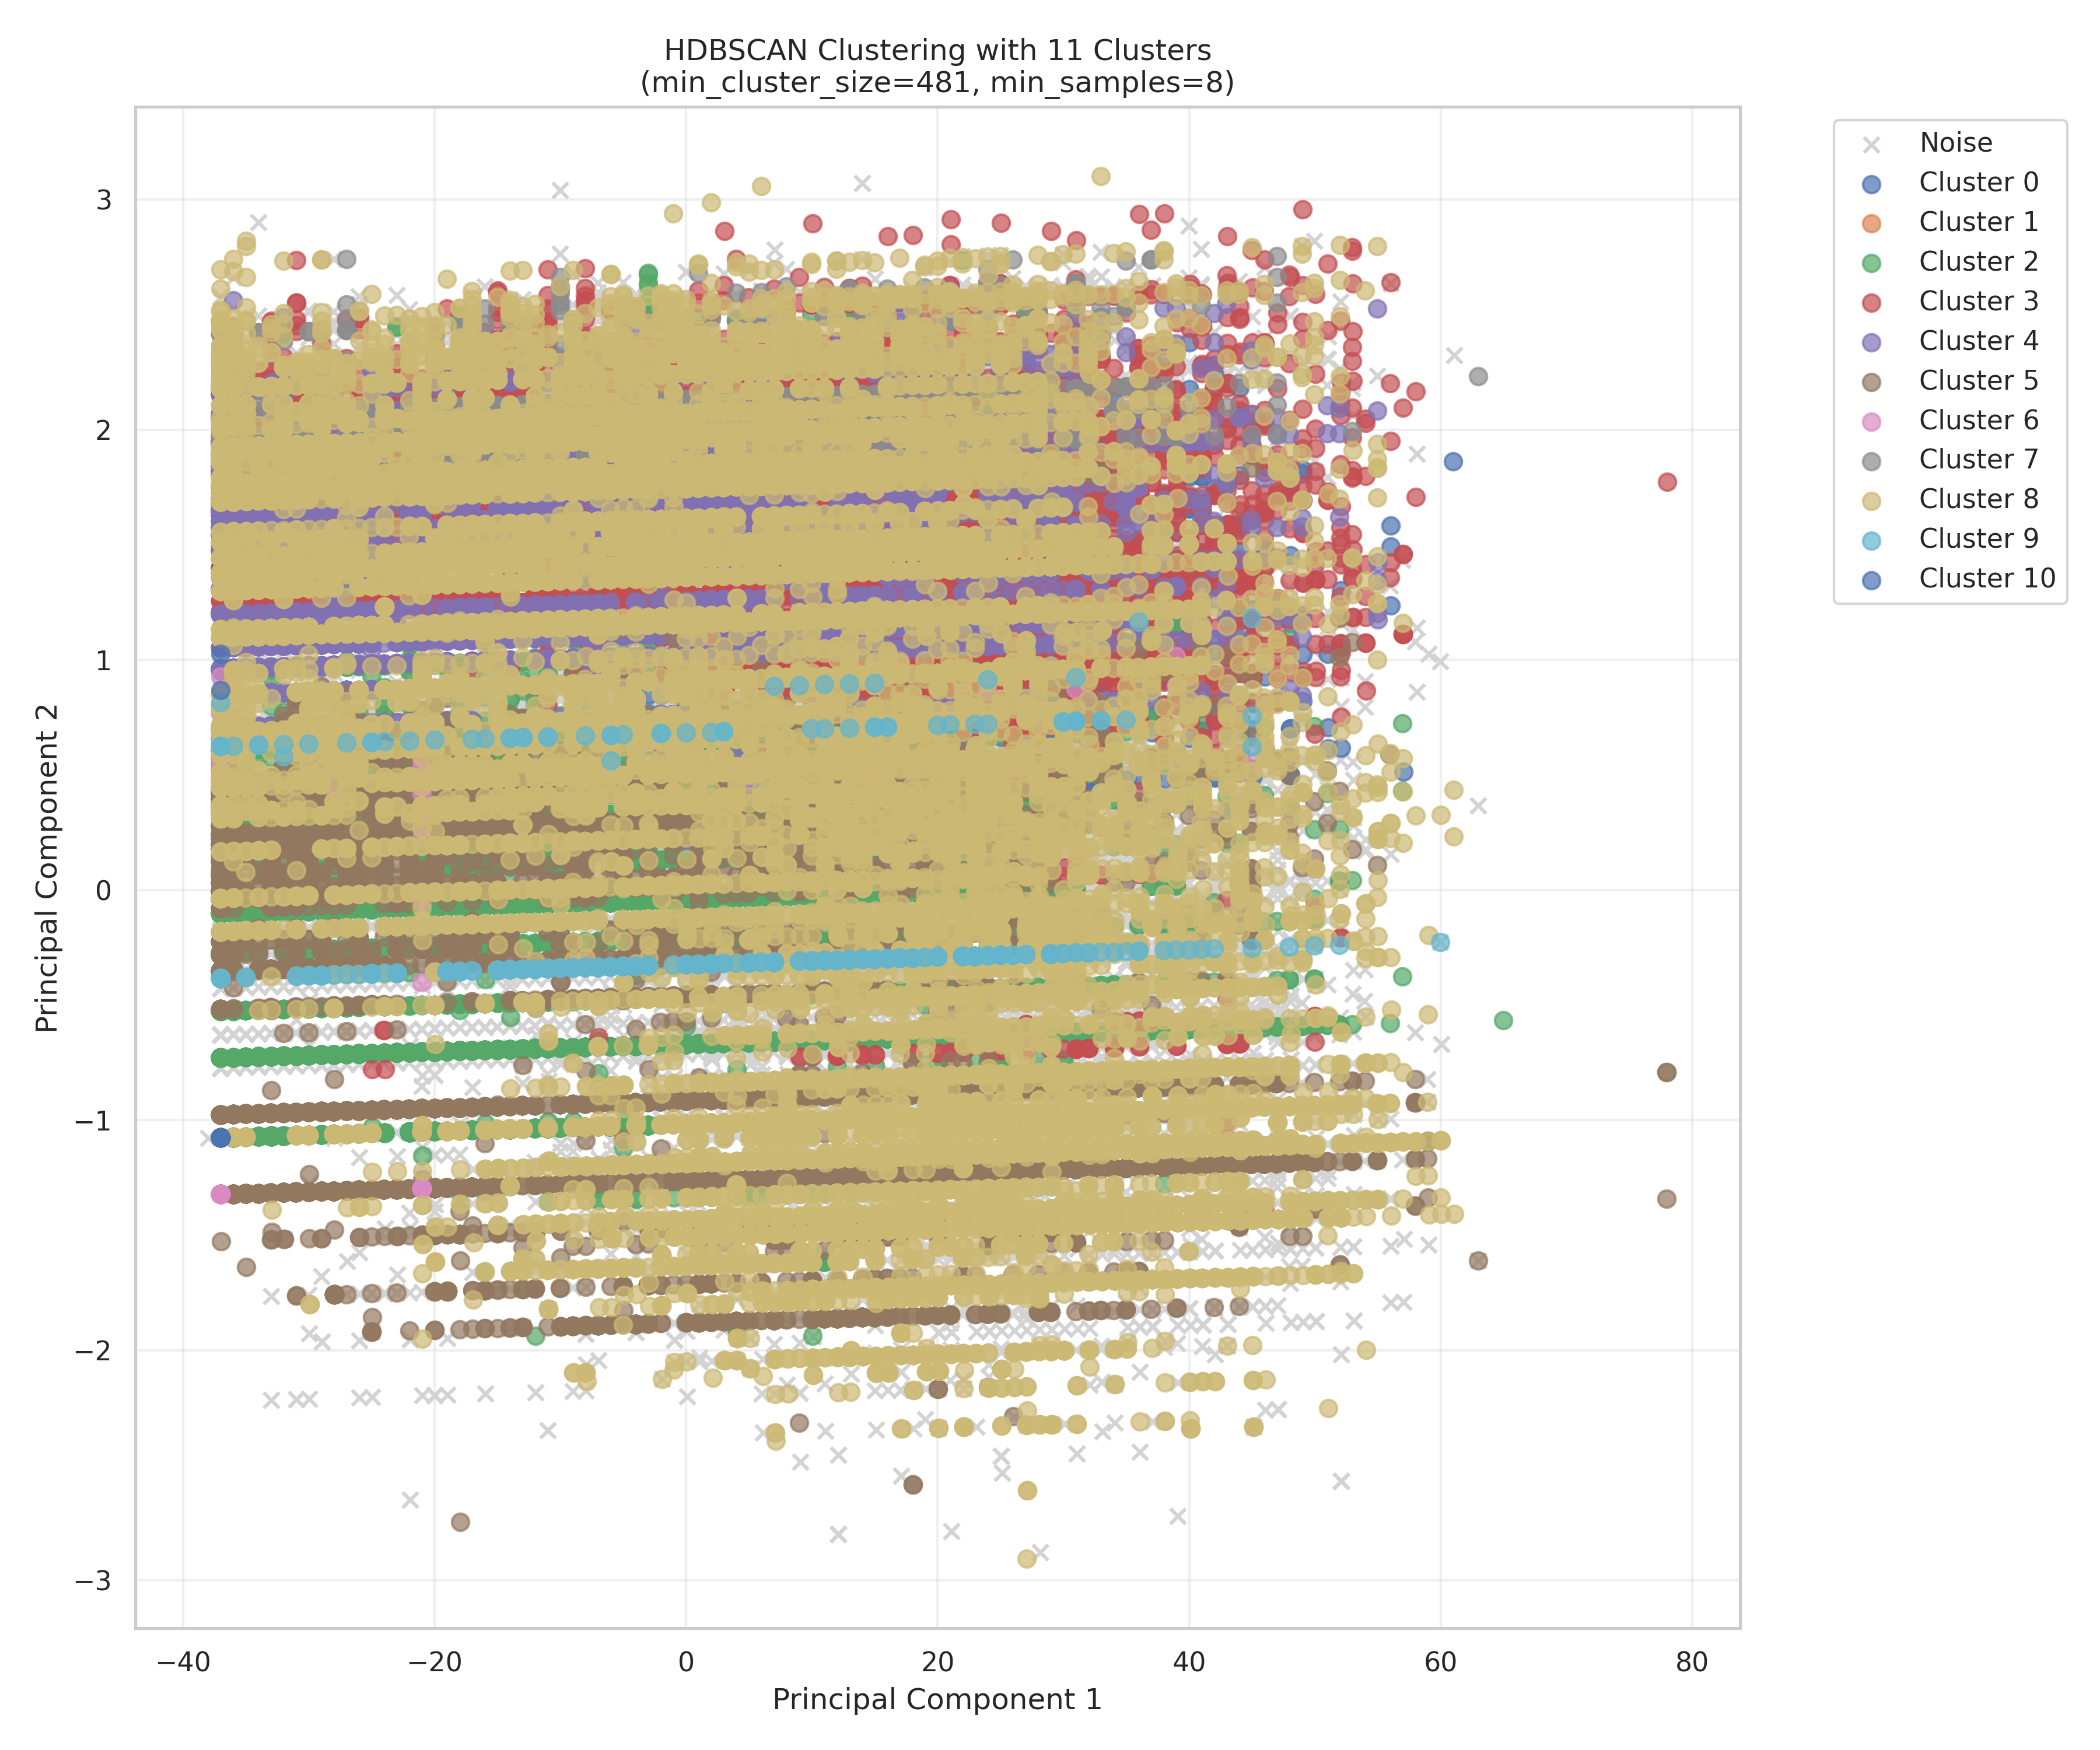 HDBSCAN Clustering with 11 Clusters
(min_cluster_size=481, min_samples=8)
Principal Component 2
3
2
1
0
−1
−2
−3
−40
−20
0
20
40
60
80
Principal Component 1
Noise
Cluster 0
Cluster 1
Cluster 2
Cluster 3
Cluster 4
Cluster 5
Cluster 6
Cluster 7
Cluster 8
Cluster 9
Cluster 10